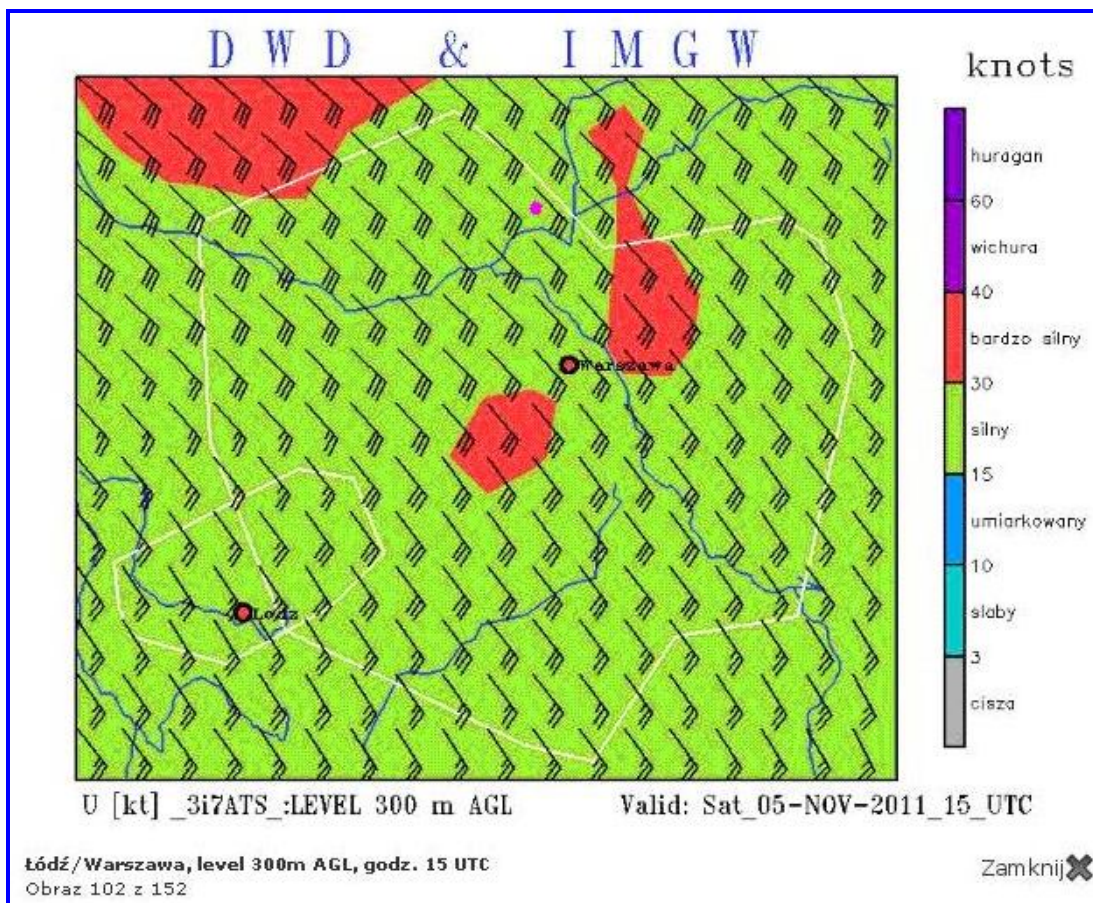 D W D & I M G W
knots
huragan
60
wichura
40
bardzo silny
30
silny
15
umiarkowany
10
slaby
3
cisza
Warszawa
Lodz
U [kt] _3i7ATS_:LEVEL 300 m AGL Valid: Sat_05-NOV-2011_15_UTC
Łódź/Warszawa, level 300m AGL, godz. 15 UTC
Zamknij
Obraz 102 z 152